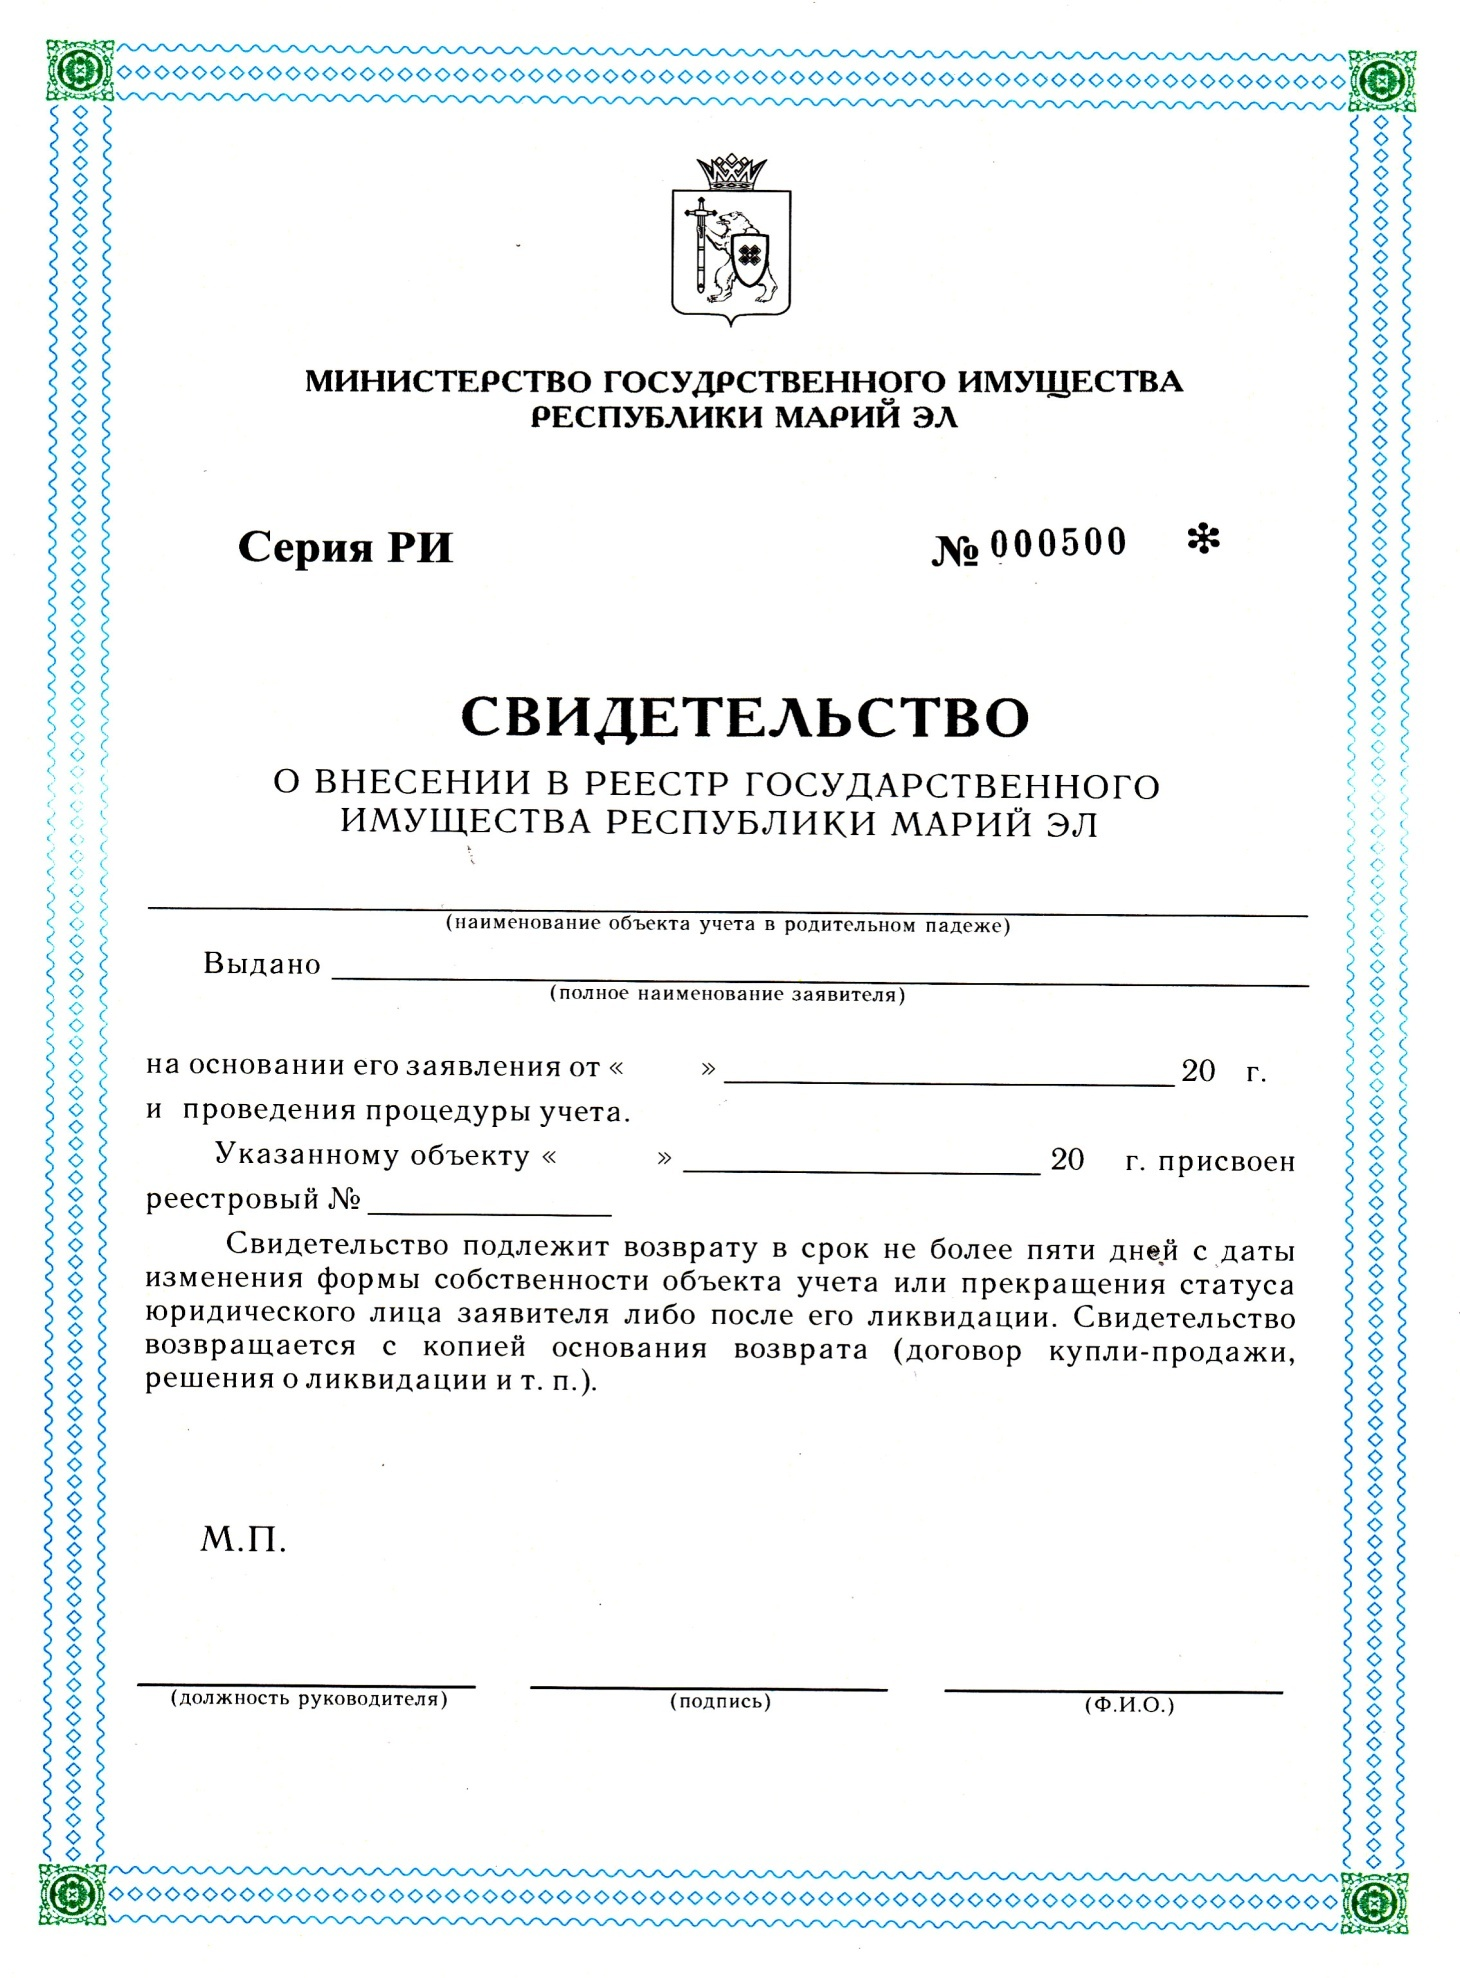 МИНИСТЕРСТВО ГОСУДРСТВЕННОГО ИМУЩЕСТВА
РЕСПУБЛИКИ МАРИЙ ЭЛ
Серия РИ № 000500 *
СВИДЕТЕЛЬСТВО
О ВНЕСЕНИИ В РЕЕСТР ГОСУДАРСТВЕННОГО
ИМУЩЕСТВА РЕСПУБЛИКИ МАРИЙ ЭЛ
(наименование объекта учета в родительном падеже)
Выдано
(полное наименование заявителя)
на основании его заявления от « » 20 г.
и проведения процедуры учета.
Указанному объекту « » 20 г. присвоен
реестровый №
Свидетельство подлежит возврату в срок не более пяти дней с даты
изменения формы собственности объекта учета или прекращения статуса
юридического лица заявителя либо после его ликвидации. Свидетельство
возвращается с копией основания возврата (договор купли-продажи,
решения о ликвидации и т. п.).
М.П.
(должность руководителя) (подпись) (Ф.И.О.)